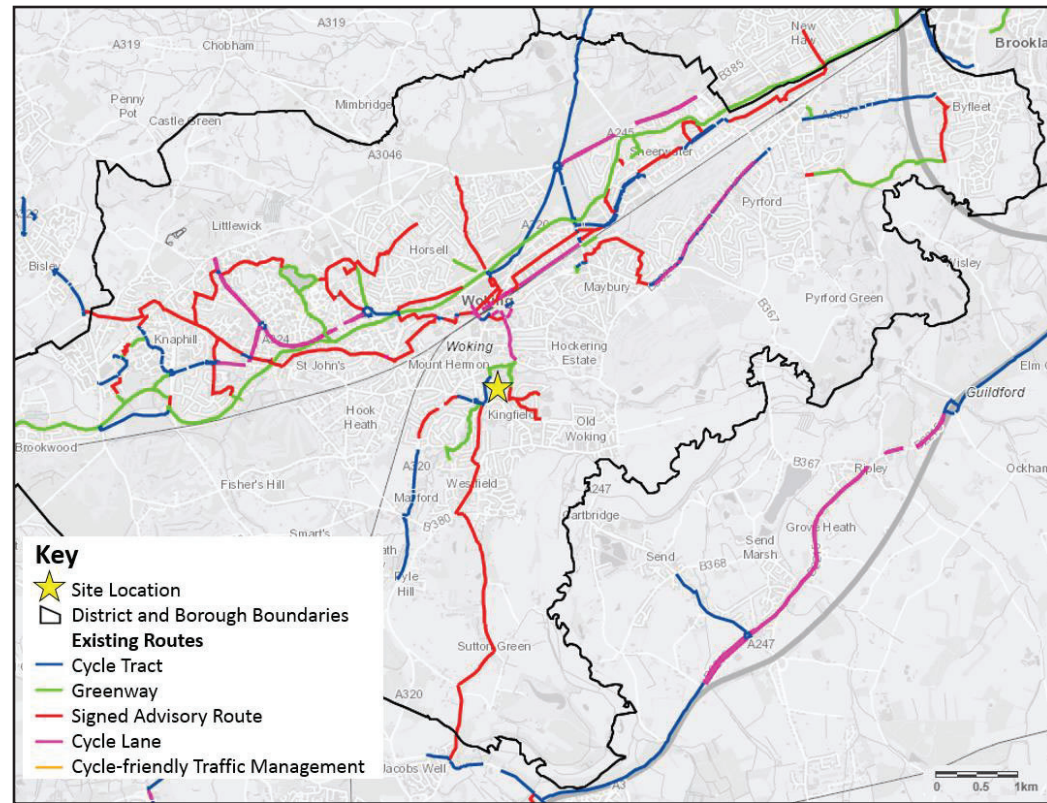 A319
New
Haw
A319
Chobham
Brookla
B385
Penny
Pot
Mimbridge
Castle Green
A245
Byfleet
A245
A3046
Sheerwater
Pyrford
Littlewick
Horsell
Bisley
Maybury
Wisley
Pyrford Green
Woking
B367
Knaphill
A324
Woking
Hockering
Estate
St John's
Mount Hermon
Elm C
Guildford
Hook
Heath
Kingfield
Old
Woking
Brookwood
A320
B367
Ripley
Ockham
Fisher's Hill
Westfield
Mayford
A247
B380
Cartbridge
Grove Heath
Smart's
Send
Send
Marsh
B368
Pyle
Hill
Sutton Green
A247
A320
Jacobs Well
A3
Key
Site Location
District and Borough Boundaries
Existing Routes
Cycle Tract
Greenway
Signed Advisory Route
Cycle Lane
Cycle-friendly Traffic Management
0 0.5 1km